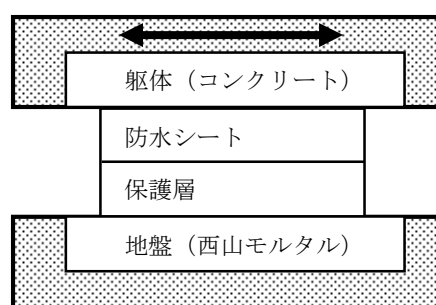 躯体（コンクリート）
防水シート
保護層
地盤（西山モルタル）